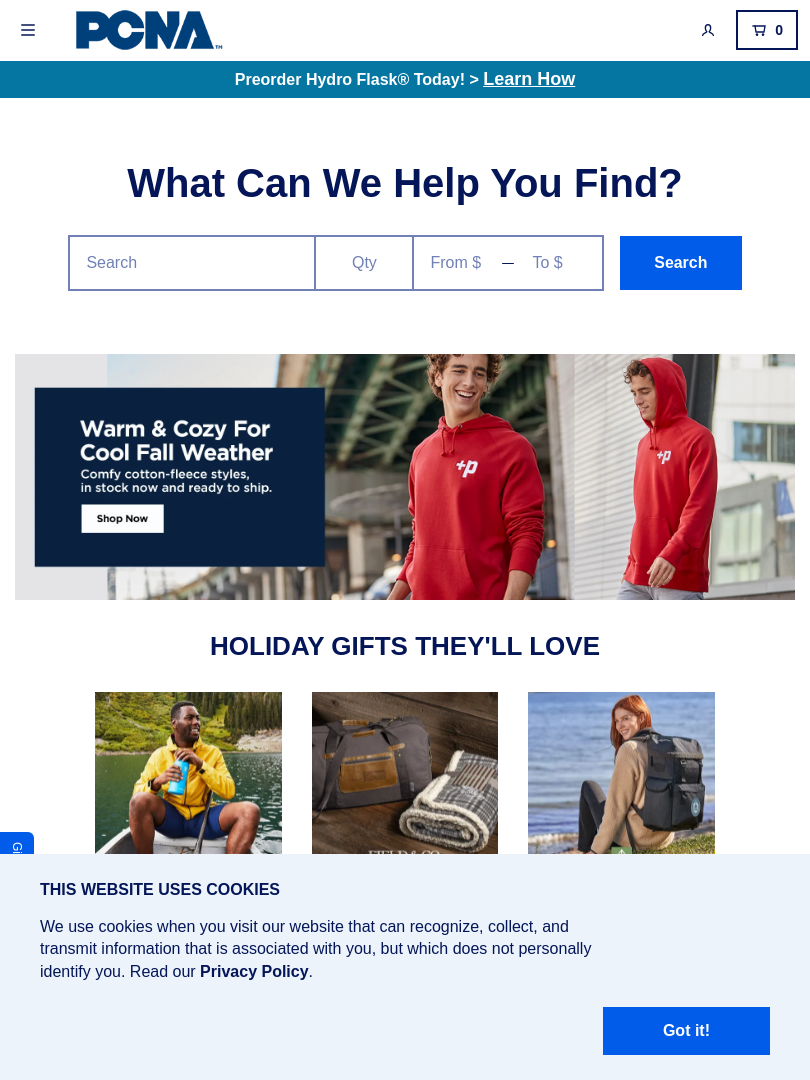 PCNA™
0
Preorder Hydro Flask® Today! > Learn How
What Can We Help You Find?
Search
Qty
From $ — To $
Search
Warm & Cozy For
Cool Fall Weather
Comfy cotton-fleece styles,
in stock now and ready to ship.
Shop Now
+p
+p
HOLIDAY GIFTS THEY'LL LOVE
THIS WEBSITE USES COOKIES
We use cookies when you visit our website that can recognize, collect, and
transmit information that is associated with you, but which does not personally
identify you. Read our Privacy Policy.
Got it!